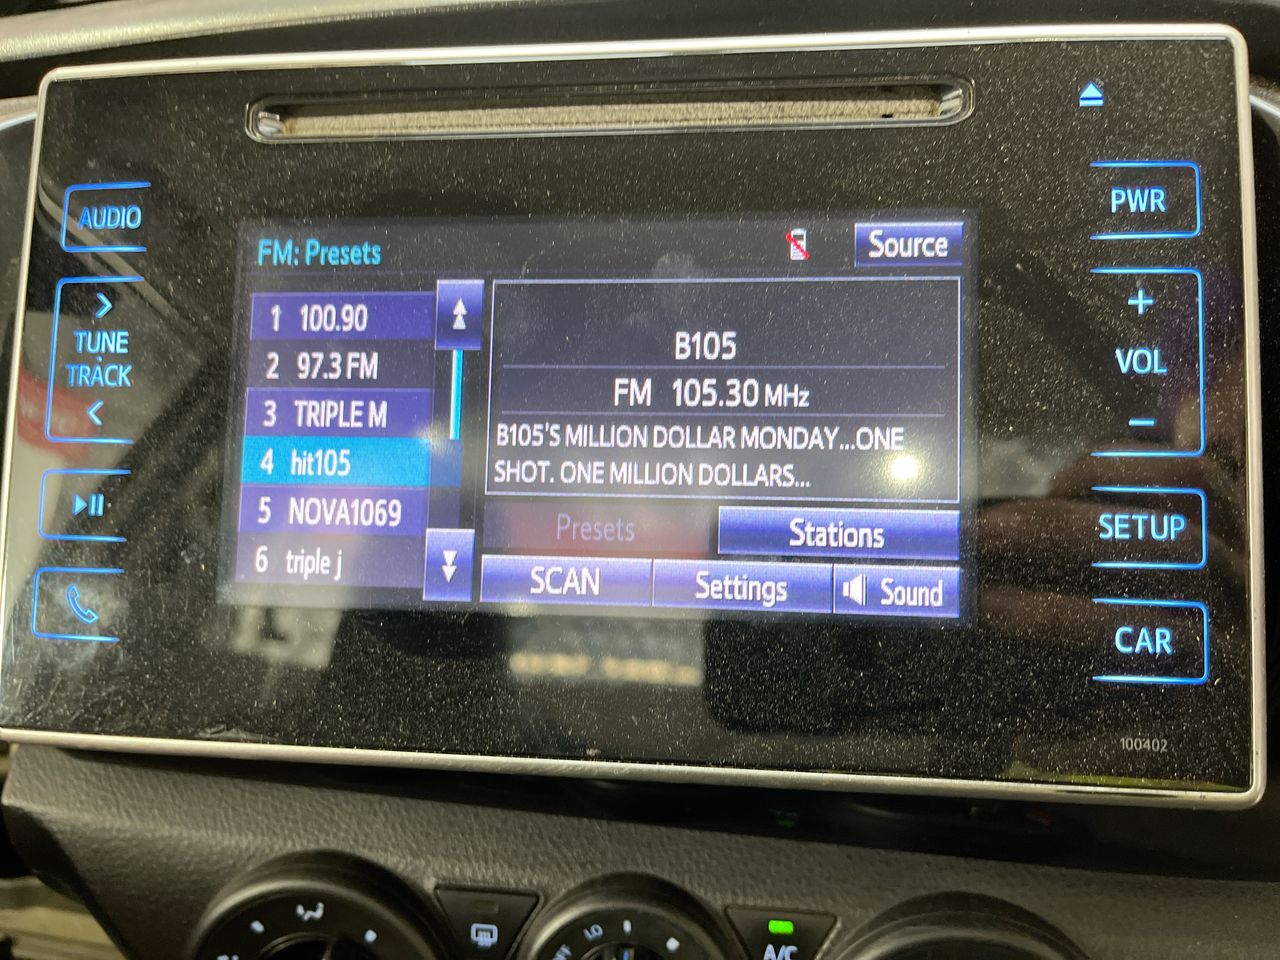 AUDIO
TUNE
TRACK
PWR
+
VOL
−
SETUP
CAR
100402
FM: Presets
Source
1 100.90
2 97.3 FM
3 TRIPLE M
4 hit105
5 NOVA1069
6 triple j
B105
FM 105.30 MHz
B105'S MILLION DOLLAR MONDAY...ONE
SHOT. ONE MILLION DOLLARS...
Presets
Stations
SCAN
Settings
Sound
LO
A/C